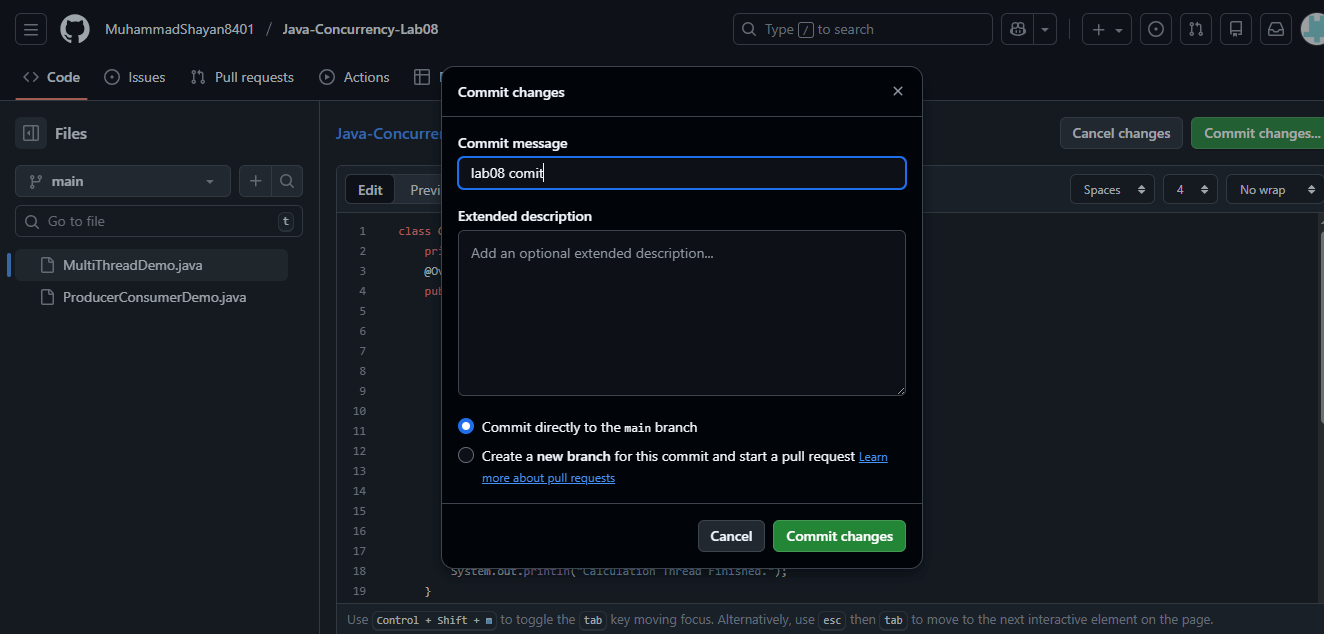 MuhammadShayan8401 / Java-Concurrency-Lab08
Type / to search
Code Issues Pull requests Actions
Files
main
Go to file t
MultiThreadDemo.java
ProducerConsumerDemo.java
Java-Concurre
Cancel changes Commit changes...
Edit Previ
Spaces 4 No wrap
Commit changes
Commit message
lab08 comit
Extended description
Add an optional extended description...
Commit directly to the main branch
Create a new branch for this commit and start a pull request Learn
more about pull requests
Cancel Commit changes
1 class
2 pri
3 @Ov
4 pub
5
6
7
8
9
10
11
12
13
14
15
16
17
18 System.out.println("Calculation Thread Finished.");
19 }
Use Control + Shift + m to toggle the tab key moving focus. Alternatively, use esc then tab to move to the next interactive element on the page.